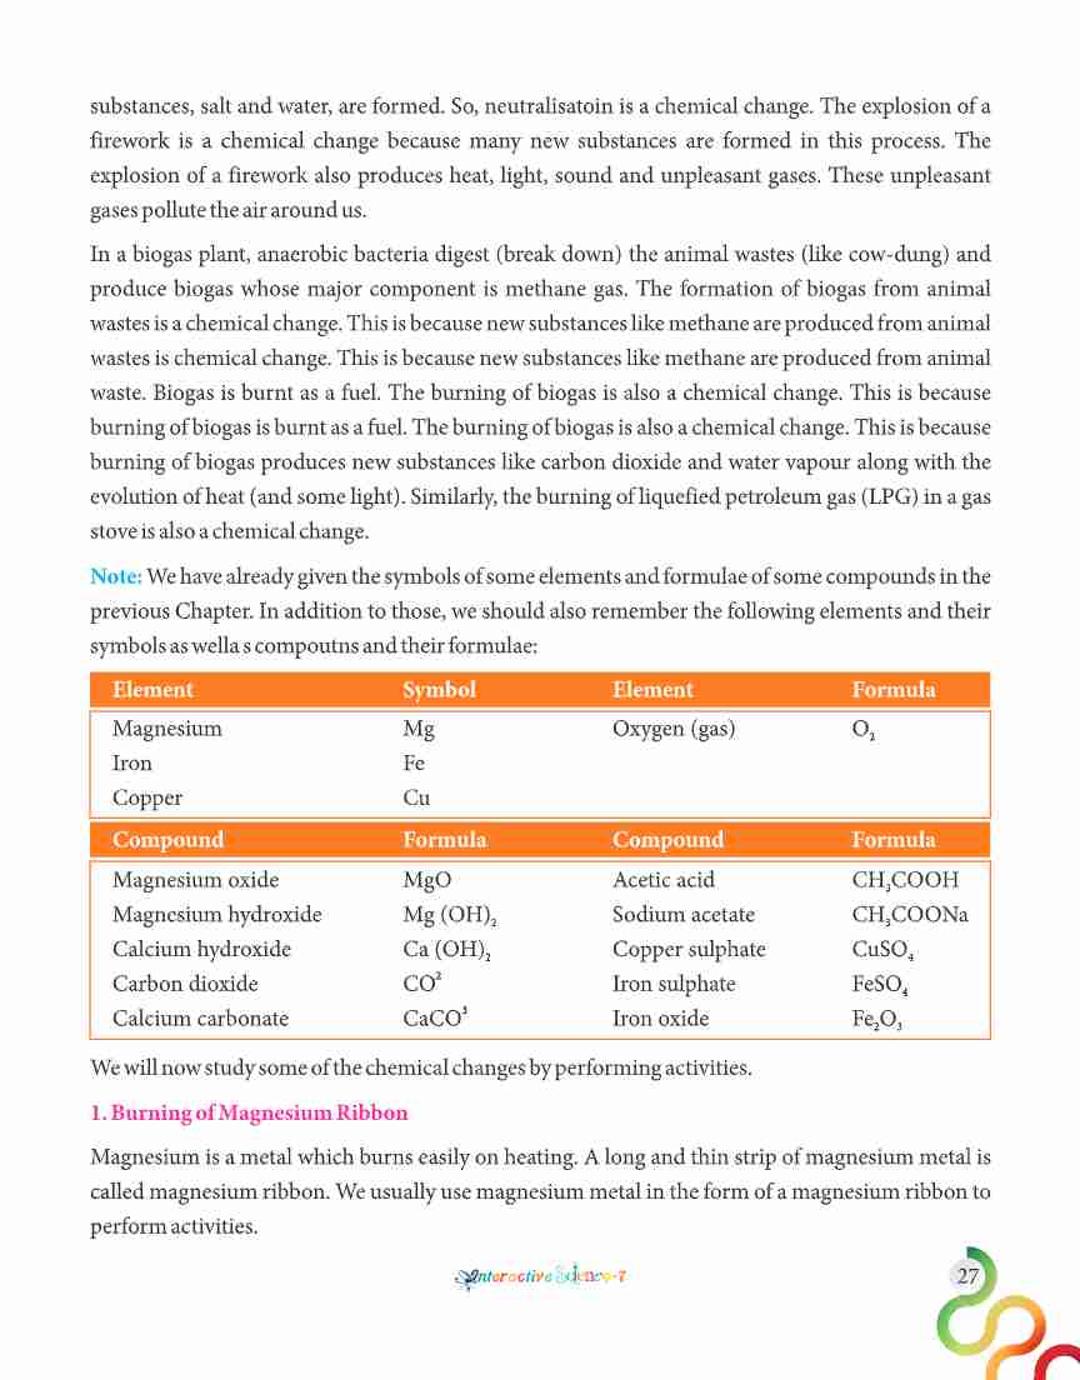 substances, salt and water, are formed. So, neutralisatoin is a chemical change. The explosion of a
firework is a chemical change because many new substances are formed in this process. The
explosion of a firework also produces heat, light, sound and unpleasant gases. These unpleasant
gases pollute the air around us.
In a biogas plant, anaerobic bacteria digest (break down) the animal wastes (like cow-dung) and
produce biogas whose major component is methane gas. The formation of biogas from animal
wastes is a chemical change. This is because new substances like methane are produced from animal
wastes is chemical change. This is because new substances like methane are produced from animal
waste. Biogas is burnt as a fuel. The burning of biogas is also a chemical change. This is because
burning of biogas is burnt as a fuel. The burning of biogas is also a chemical change. This is because
burning of biogas produces new substances like carbon dioxide and water vapour along with the
evolution of heat (and some light). Similarly, the burning of liquefied petroleum gas (LPG) in a gas
stove is also a chemical change.
Note: We have already given the symbols of some elements and formulae of some compounds in the
previous Chapter. In addition to those, we should also remember the following elements and their
symbols as wella s compoutns and their formulae:
Element Symbol Element Formula
Magnesium Mg Oxygen (gas) O₂
Iron Fe
Copper Cu
Compound Formula Compound Formula
Magnesium oxide MgO Acetic acid CH₃COOH
Magnesium hydroxide Mg (OH)₂ Sodium acetate CH₃COONa
Calcium hydroxide Ca (OH)₂ Copper sulphate CuSO₄
Carbon dioxide CO² Iron sulphate FeSO₄
Calcium carbonate CaCO³ Iron oxide Fe₂O₃
We will now study some of the chemical changes by performing activities.
1. Burning of Magnesium Ribbon
Magnesium is a metal which burns easily on heating. A long and thin strip of magnesium metal is
called magnesium ribbon. We usually use magnesium metal in the form of a magnesium ribbon to
perform activities.
Interactive Science-7
27